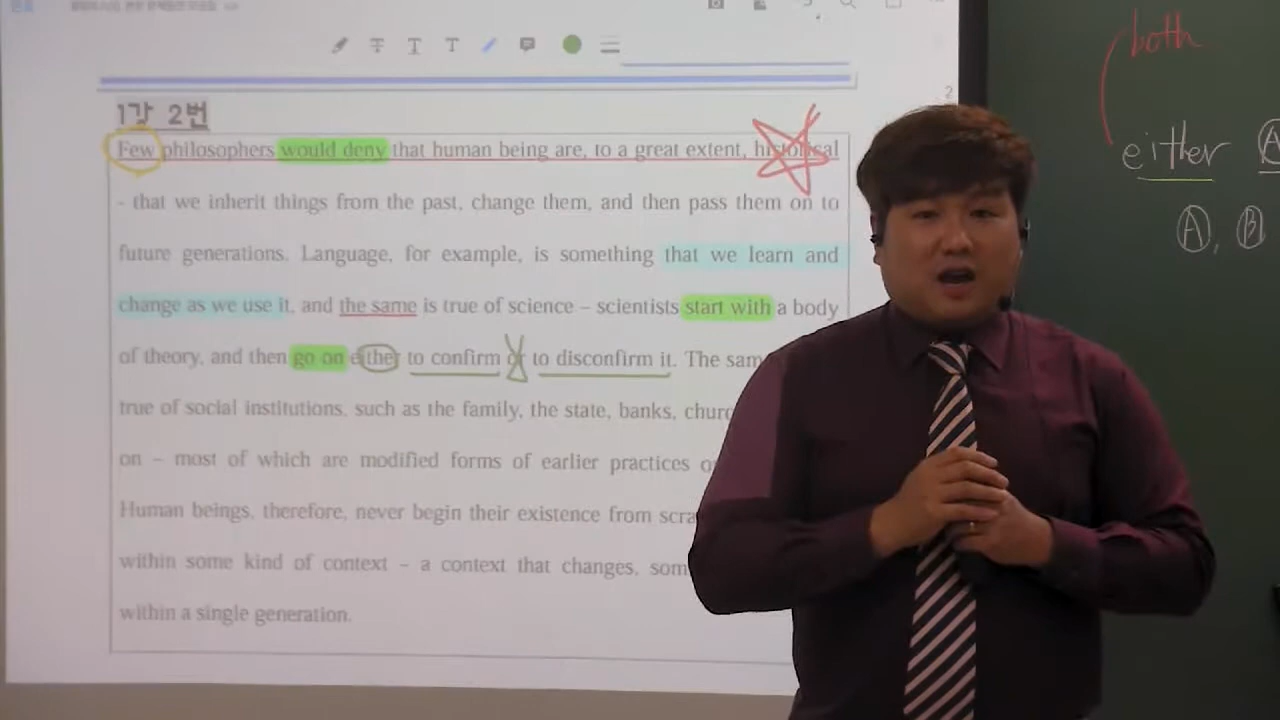 1강 2번
Few philosophers would deny that human being are, to a great extent, historical
- that we inherit things from the past, change them, and then pass them on to
future generations. Language, for example, is something that we learn and
change as we use it, and the same is true of science – scientists start with a body
of theory, and then go on either to confirm or to disconfirm it. The
true of social institutions, such as the family, the state, banks,
on – most of which are modified forms of earlier practices
Human beings, therefore, never begin their existence from
within some kind of context – a context that changes,
within a single generation.
2
both
either A
A, B